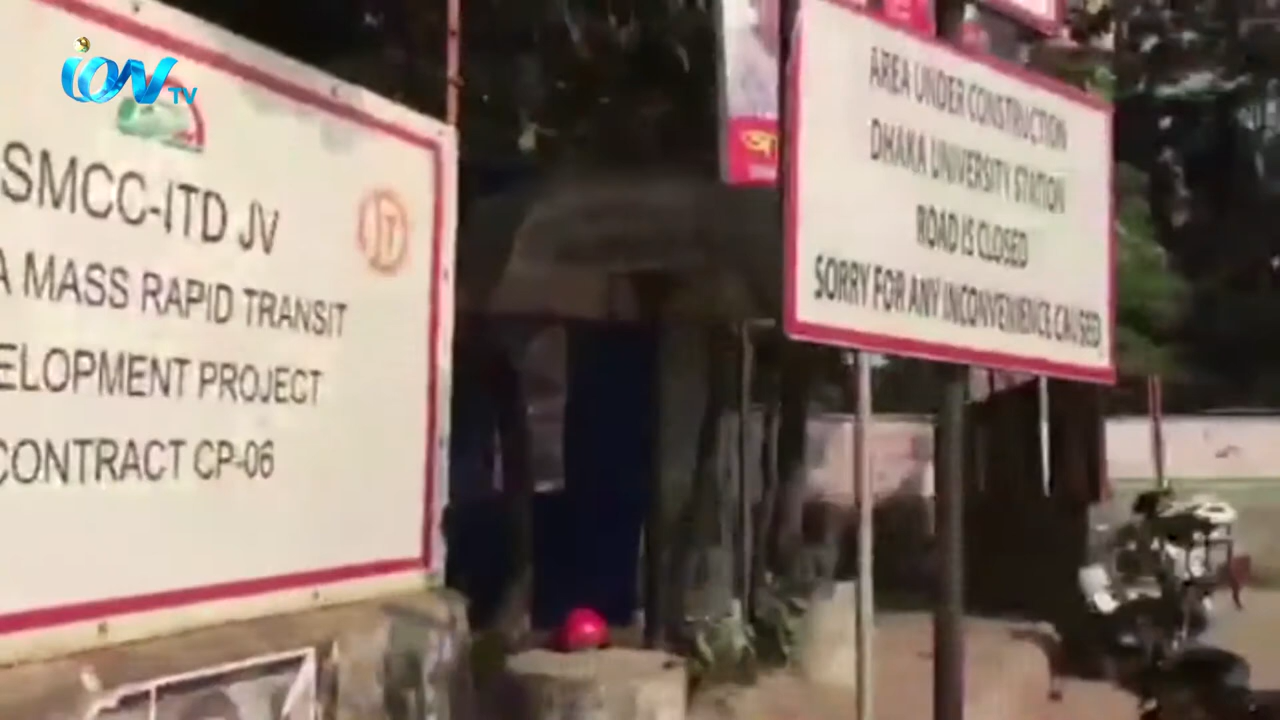 iON TV
SMCC-ITD JV
A MASS RAPID TRANSIT
ELOPMENT PROJECT
CONTRACT CP-06
AREA UNDER CONSTRUCTION
DHAKA UNIVERSITY STATION
ROAD IS CLOSED
SORRY FOR ANY INCONVENIENCE CAUSED